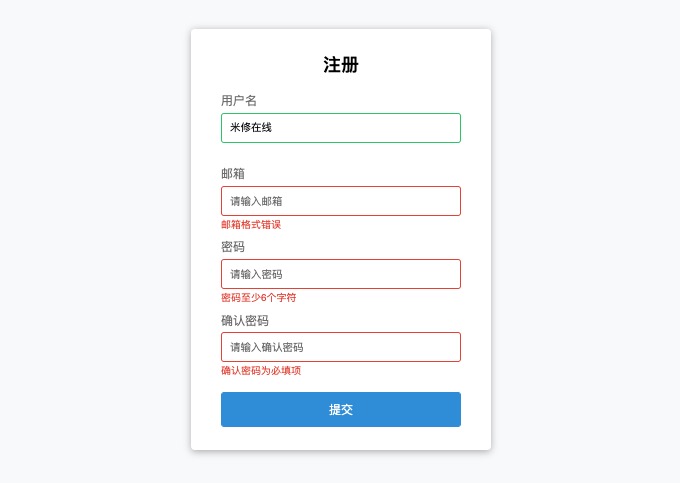 注册
用户名
米修在线
邮箱
请输入邮箱
邮箱格式错误
密码
请输入密码
密码至少6个字符
确认密码
请输入确认密码
确认密码为必填项
提交